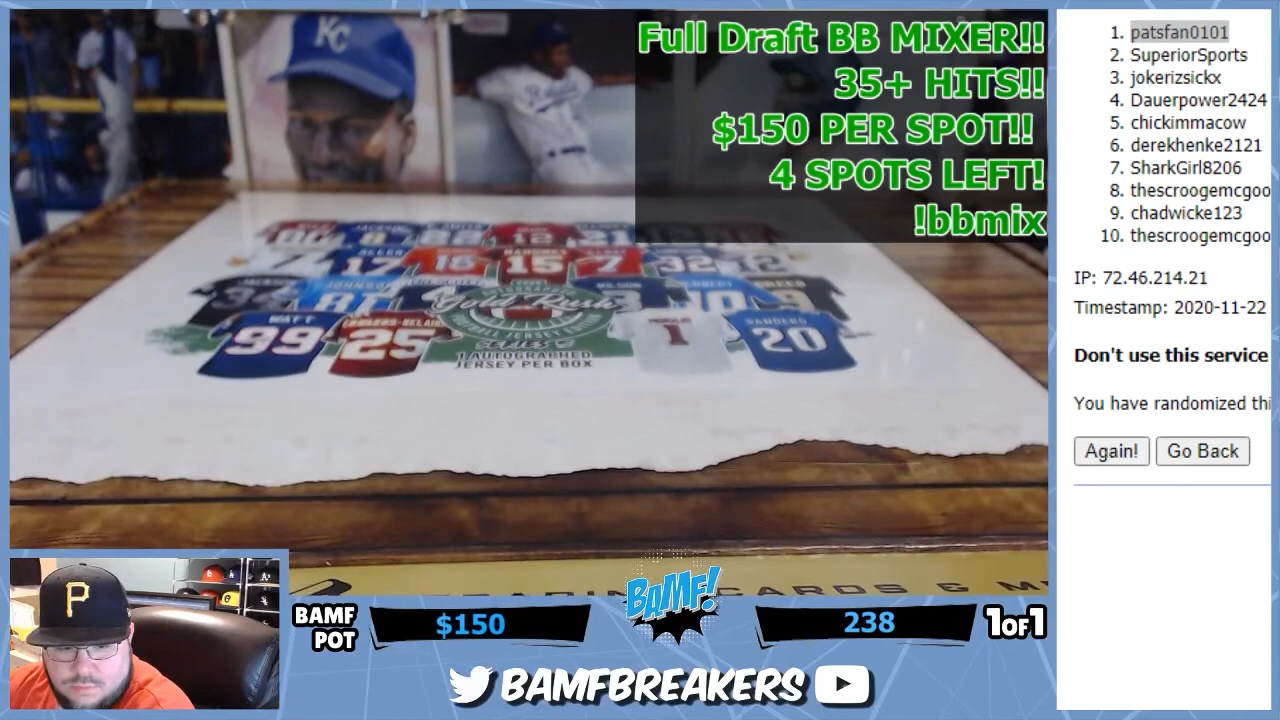 Full Draft BB MIXER!!
35+ HITS!!
$150 PER SPOT!!
4 SPOTS LEFT!
!bbmix
1. patsfan0101
2. SuperiorSports
3. jokerizsickx
4. Dauerpower2424
5. chickimmacow
6. derekhenke2121
7. SharkGirl8206
8. thescroogemcgoo
9. chadwicke123
10. thescroogemcgoo
IP: 72.46.214.21
Timestamp: 2020-11-22
Don't use this service
You have randomized thi
Again! Go Back
KC
12
17 16 15 7 32 12
Gold Rush
WATT
99
25
1
SANDERS
20
1 AUTOGRAPHED
JERSEY PER BOX
CARDS & M
P
BAMF
POT
$150
BAMF!
238
1OF1
BAMFBREAKERS